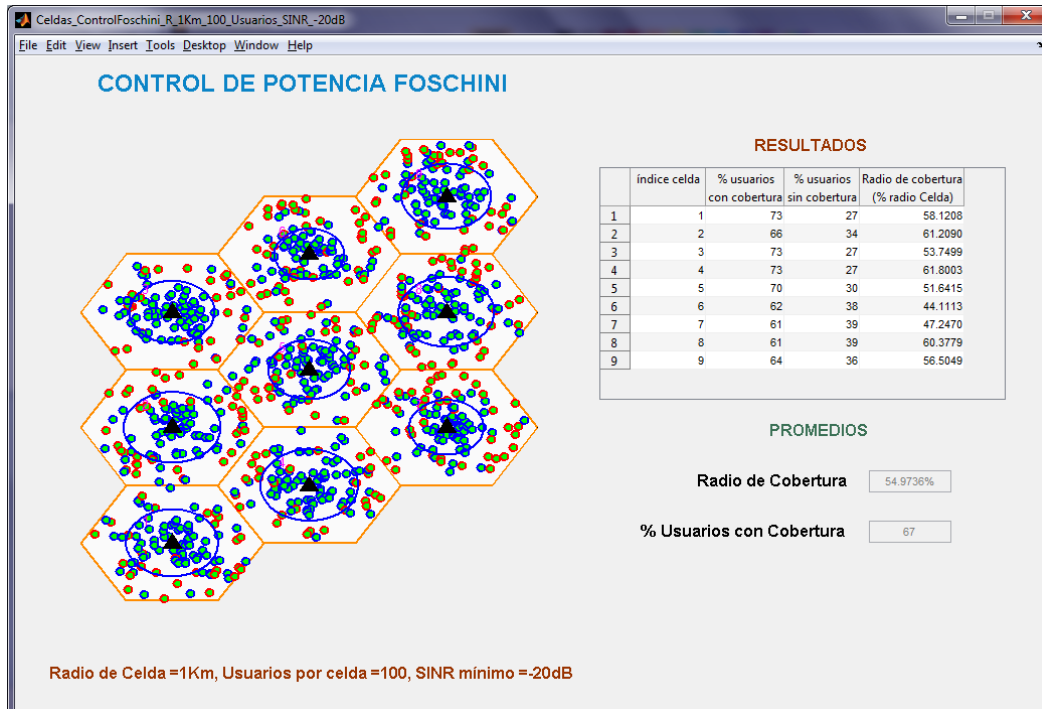 Celdas_ControlFoschini_R_1Km_100_Usuarios_SINR_-20dB
File Edit View Insert Tools Desktop Window Help
CONTROL DE POTENCIA FOSCHINI
RESULTADOS
índice celda % usuarios con cobertura % usuarios sin cobertura Radio de cobertura (% radio Celda)
1 1 73 27 58.1208
2 2 66 34 61.2090
3 3 73 27 53.7499
4 4 73 27 61.8003
5 5 70 30 51.6415
6 6 62 38 44.1113
7 7 61 39 47.2470
8 8 61 39 60.3779
9 9 64 36 56.5049
PROMEDIOS
Radio de Cobertura 54.9736%
% Usuarios con Cobertura 67
Radio de Celda =1Km, Usuarios por celda =100, SINR mínimo =-20dB